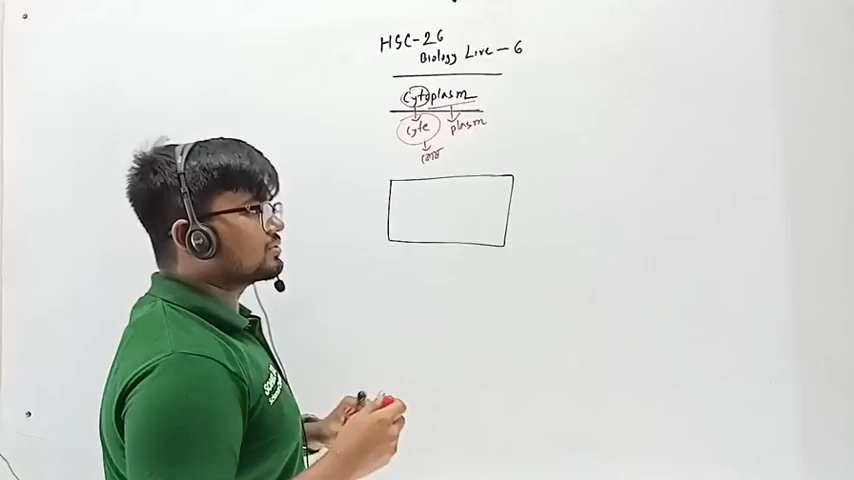 HSC-26
Biology Live - 6
Cytoplasm
cyte plasm
কোষ